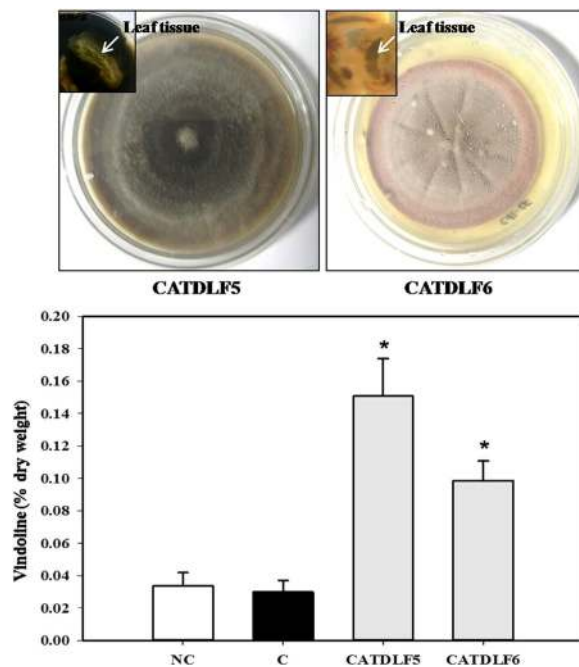 Leaf tissue
Leaf tissue
CATDLF5
CATDLF6
0.20
0.18
0.16
0.14
0.12
0.10
0.08
0.06
0.04
0.02
0.00
Vindoline (% dry weight)
*
*
NC
C
CATDLF5
CATDLF6